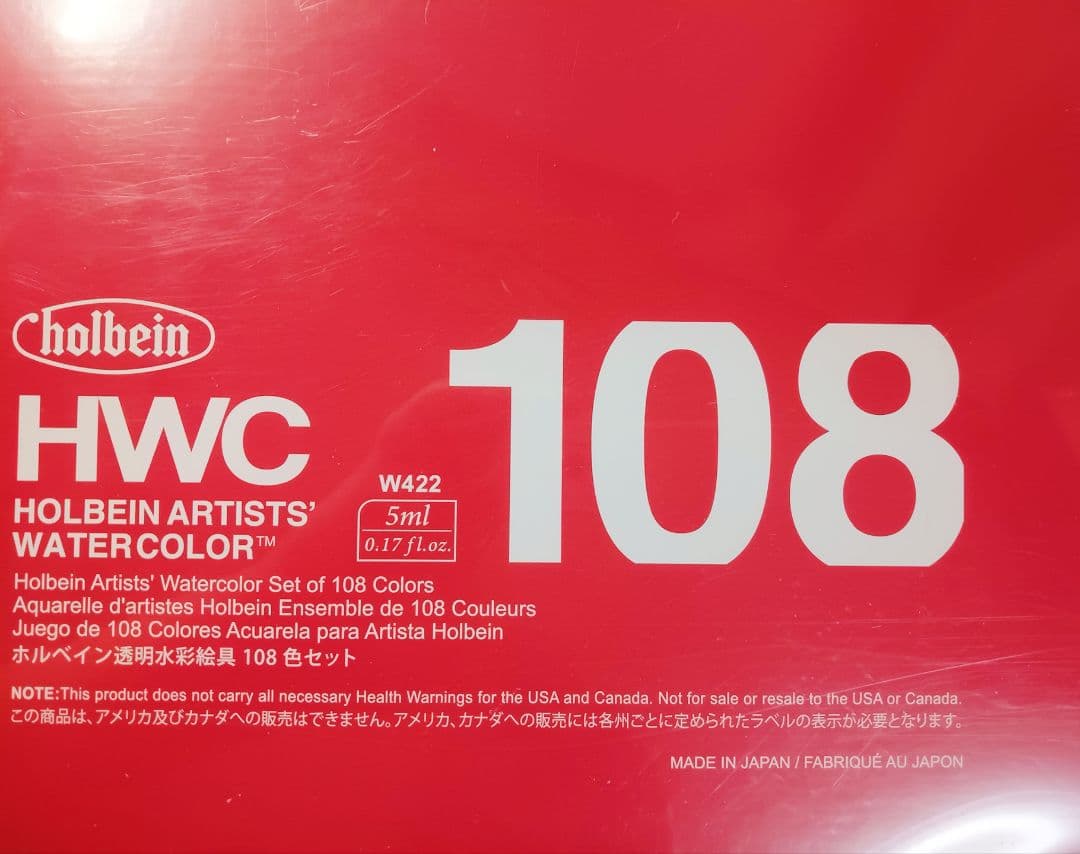 holbein
HWC
108
W422
HOLBEIN ARTISTS'
WATERCOLOR™
5ml
0.17 fl.oz.
Holbein Artists' Watercolor Set of 108 Colors
Aquarelle d'artistes Holbein Ensemble de 108 Couleurs
Juego de 108 Colores Acuarela para Artista Holbein
ホルベイン透明水彩絵具 108 色セット
NOTE:This product does not carry all necessary Health Warnings for the USA and Canada. Not for sale or resale to the USA or Canada.
この商品は、アメリカ及びカナダへの販売はできません。アメリカ、カナダへの販売には各州ごとに定められたラベルの表示が必要となります。
MADE IN JAPAN / FABRIQUÉ AU JAPON